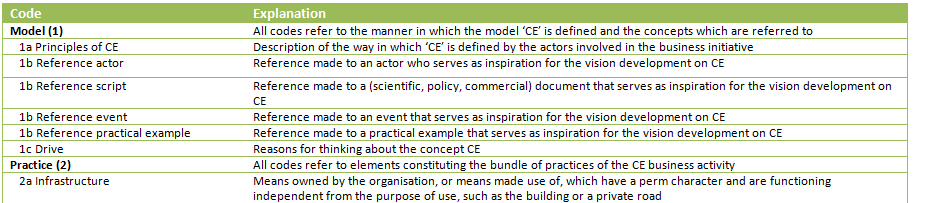 Code Explanation
Model (1) All codes refer to the manner in which the model ‘CE’ is defined and the concepts which are referred to
1a Principles of CE Description of the way in which ‘CE’ is defined by the actors involved in the business initiative
1b Reference actor Reference made to an actor who serves as inspiration for the vision development on CE
1b Reference script Reference made to a (scientific, policy, commercial) document that serves as inspiration for the vision development on
CE
1b Reference event Reference made to an event that serves as inspiration for the vision development on CE
1b Reference practical example Reference made to a practical example that serves as inspiration for the vision development on CE
1c Drive Reasons for thinking about the concept CE
Practice (2) All codes refer to elements constituting the bundle of practices of the CE business activity
2a Infrastructure Means owned by the organisation, or means made use of, which have a perm character and are functioning
independent from the purpose of use, such as the building or a private road